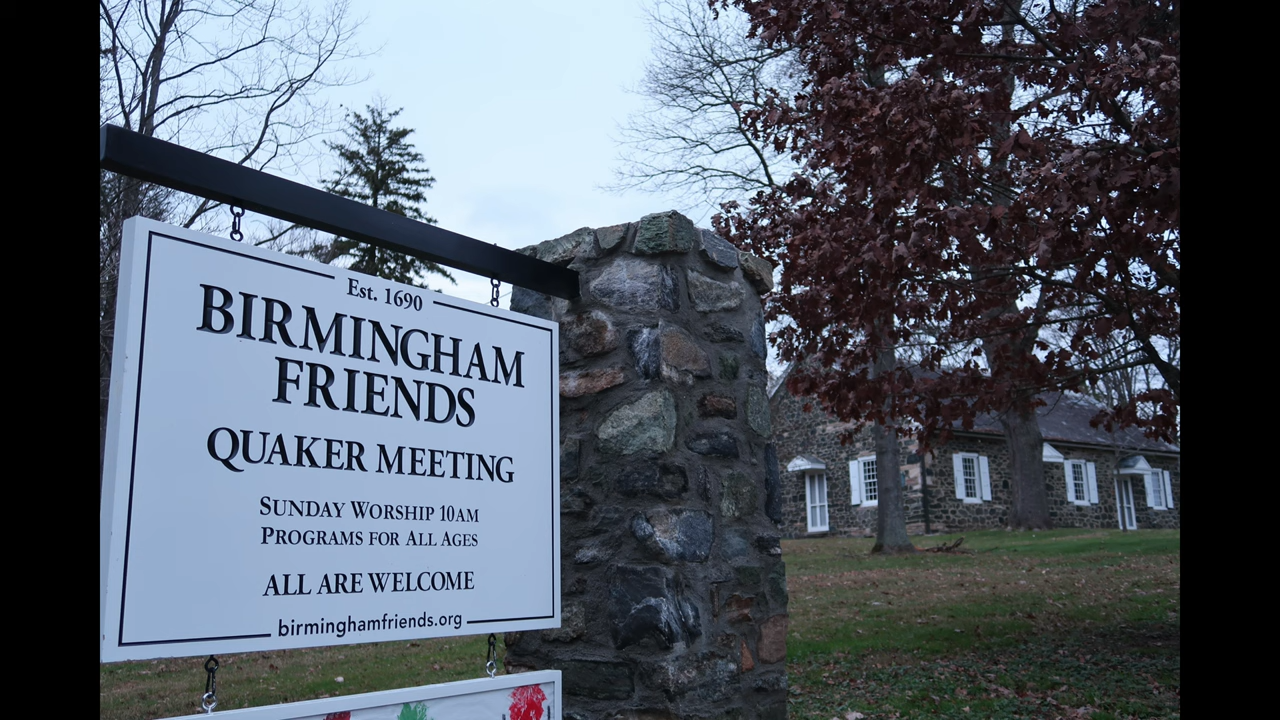 Est. 1690
BIRMINGHAM
FRIENDS
QUAKER MEETING
SUNDAY WORSHIP 10AM
PROGRAMS FOR ALL AGES
ALL ARE WELCOME
birminghamfriends.org